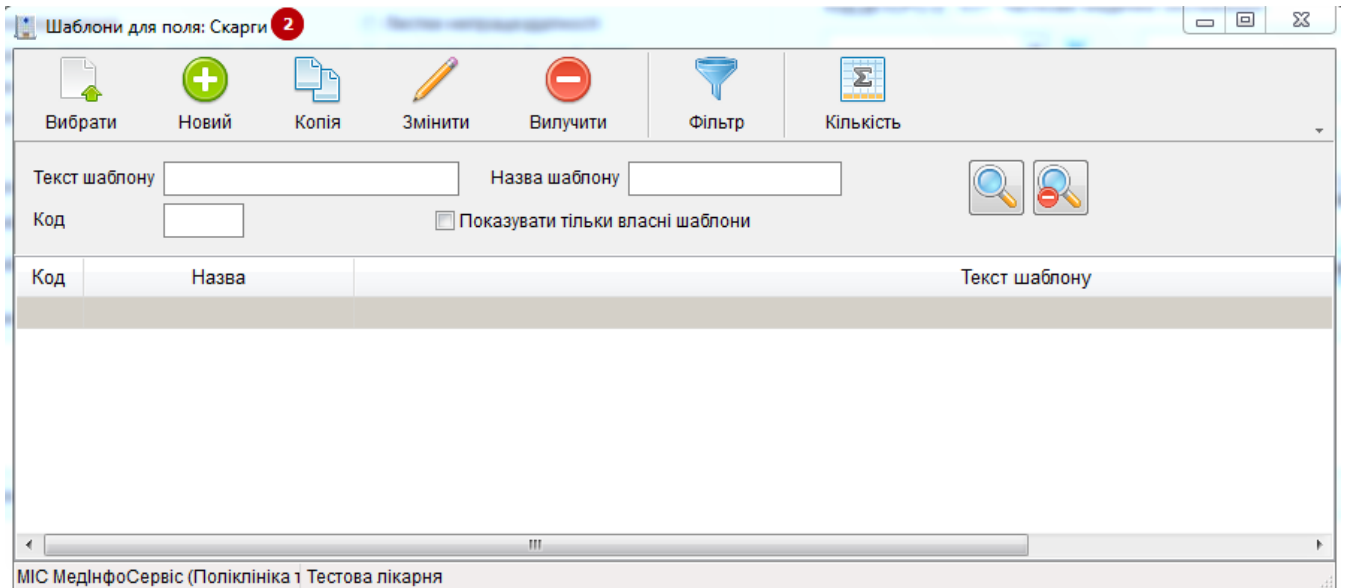 Шаблони для поля: Скарги 2
Вибрати Новий Копія Змінити Вилучити Фільтр Кількість
Текст шаблону Назва шаблону
Код Показувати тільки власні шаблони
Код Назва Текст шаблону
МІС МедІнфоСервіс (Поліклініка Тестова лікарня